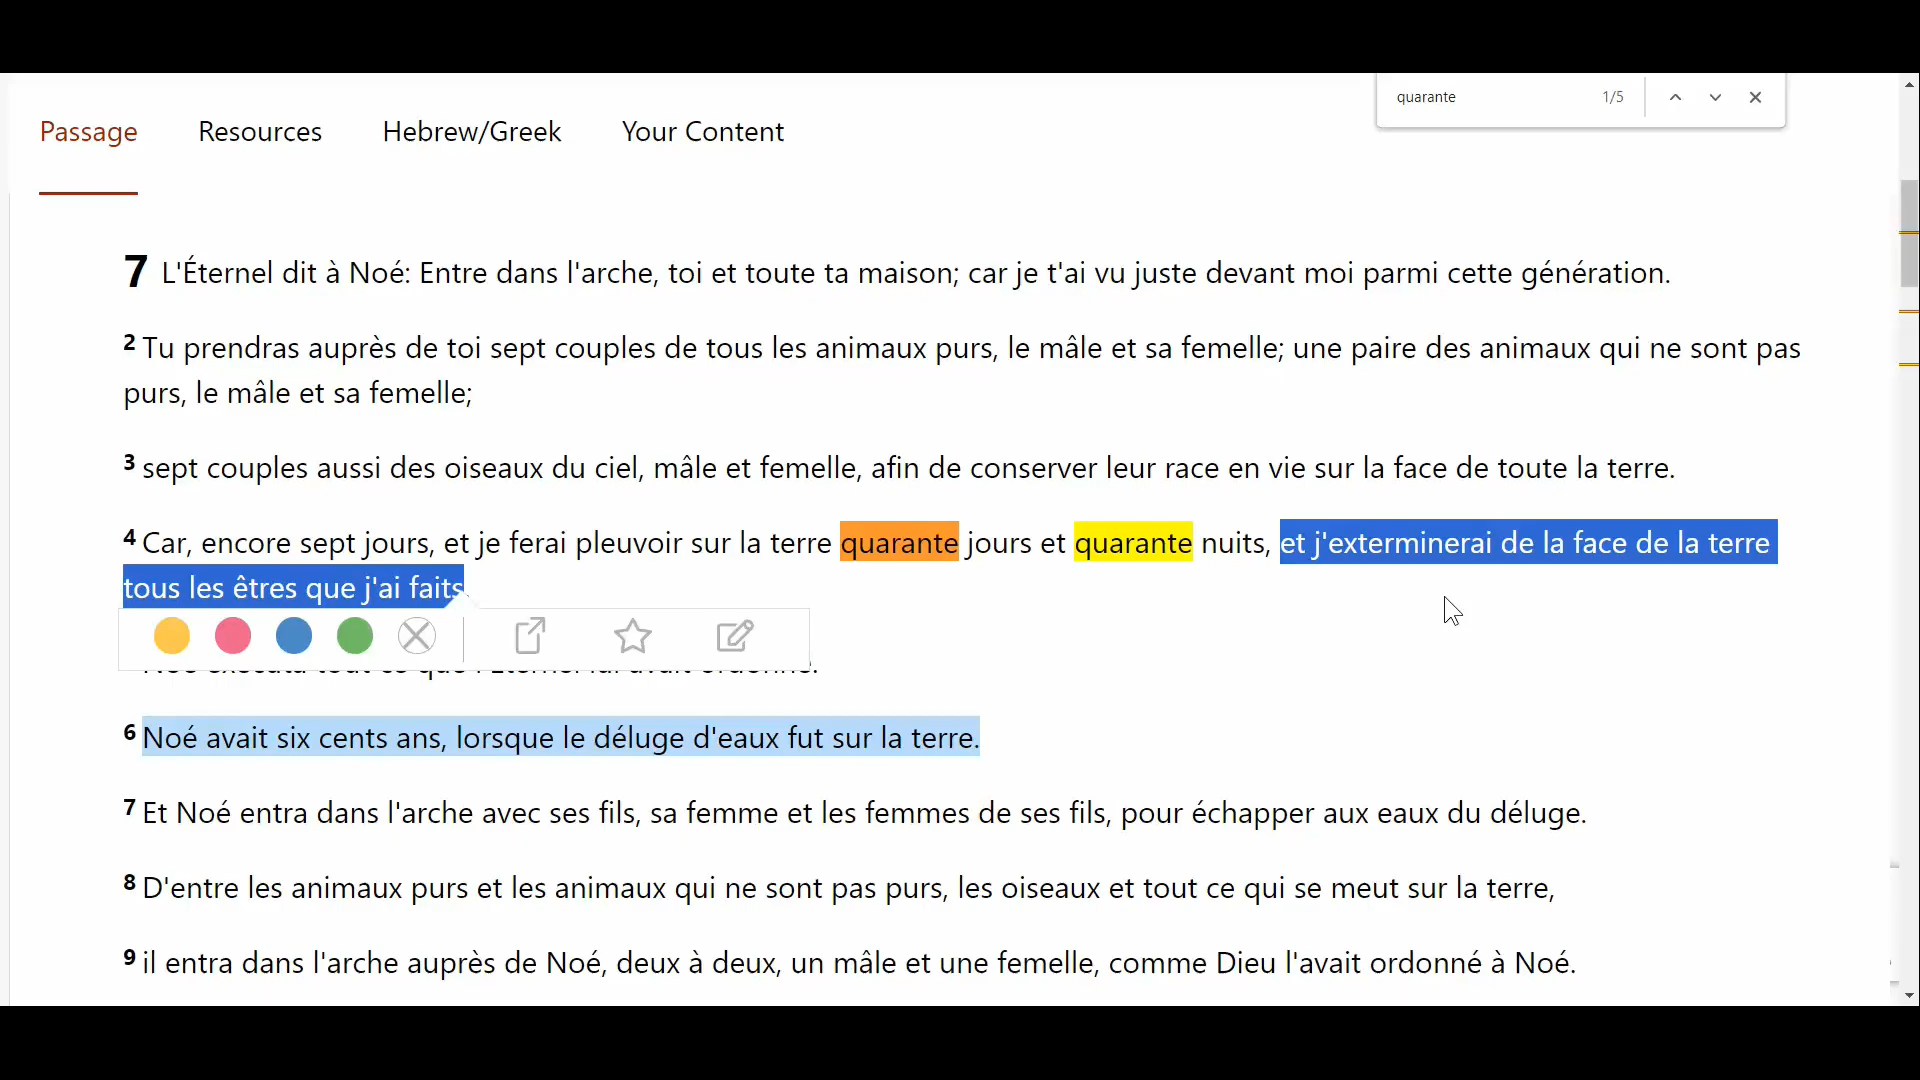 quarante 1/5
Passage Resources Hebrew/Greek Your Content
7 L'Éternel dit à Noé: Entre dans l'arche, toi et toute ta maison; car je t'ai vu juste devant moi parmi cette génération.
2 Tu prendras auprès de toi sept couples de tous les animaux purs, le mâle et sa femelle; une paire des animaux qui ne sont pas
purs, le mâle et sa femelle;
3 sept couples aussi des oiseaux du ciel, mâle et femelle, afin de conserver leur race en vie sur la face de toute la terre.
4 Car, encore sept jours, et je ferai pleuvoir sur la terre quarante jours et quarante nuits, et j'exterminerai de la face de la terre
tous les êtres que j'ai faits.
Noé exécuta tout ce que l'Éternel lui avait ordonné.
6 Noé avait six cents ans, lorsque le déluge d'eaux fut sur la terre.
7 Et Noé entra dans l'arche avec ses fils, sa femme et les femmes de ses fils, pour échapper aux eaux du déluge.
8 D'entre les animaux purs et les animaux qui ne sont pas purs, les oiseaux et tout ce qui se meut sur la terre,
9 il entra dans l'arche auprès de Noé, deux à deux, un mâle et une femelle, comme Dieu l'avait ordonné à Noé.